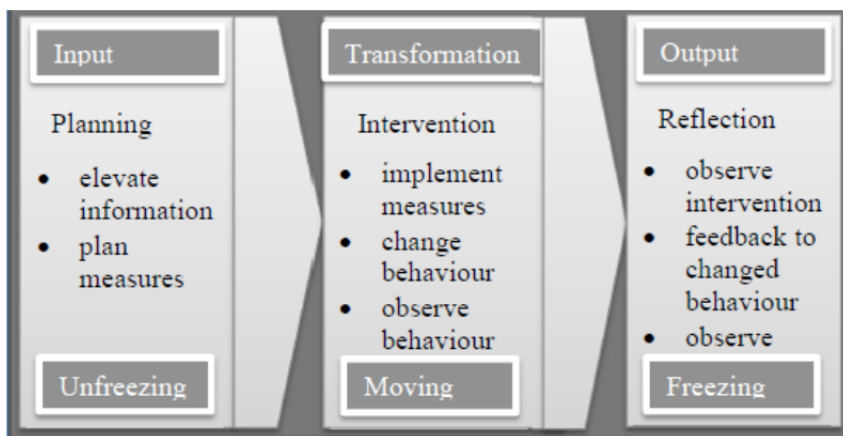 Input
Planning
• elevate
information
• plan
measures
Unfreezing
Transformation
Intervention
• implement
measures
• change
behaviour
• observe
behaviour
Moving
Output
Reflection
• observe
intervention
• feedback to
changed
behaviour
• observe
Freezing